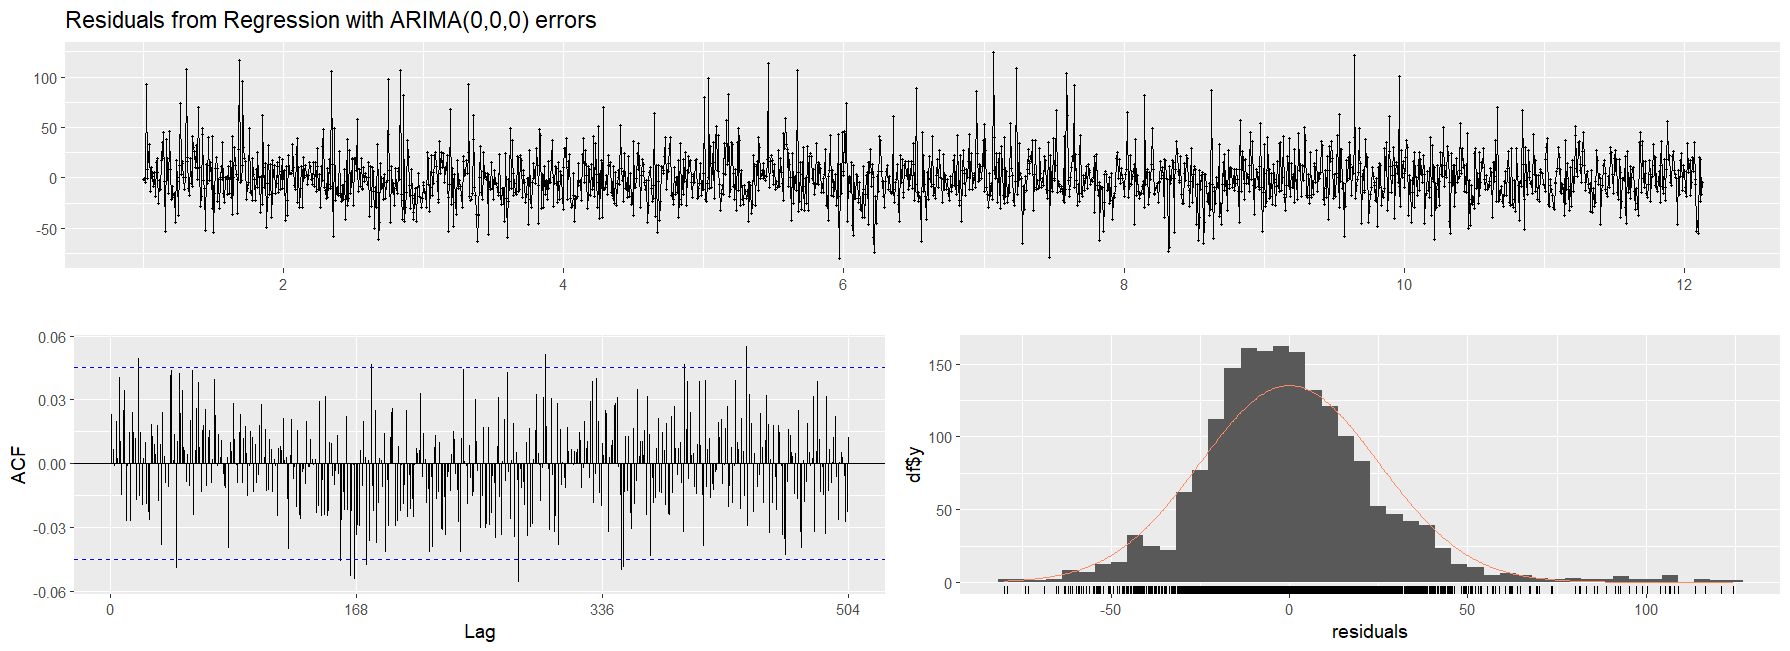 Residuals from Regression with ARIMA(0,0,0) errors
100
50
0
-50
2 4 6 8 10 12
ACF
0.06
0.03
0.00
-0.03
-0.06
0 168 336 504
Lag
df$y
150
100
50
0
-50 0 50 100
residuals